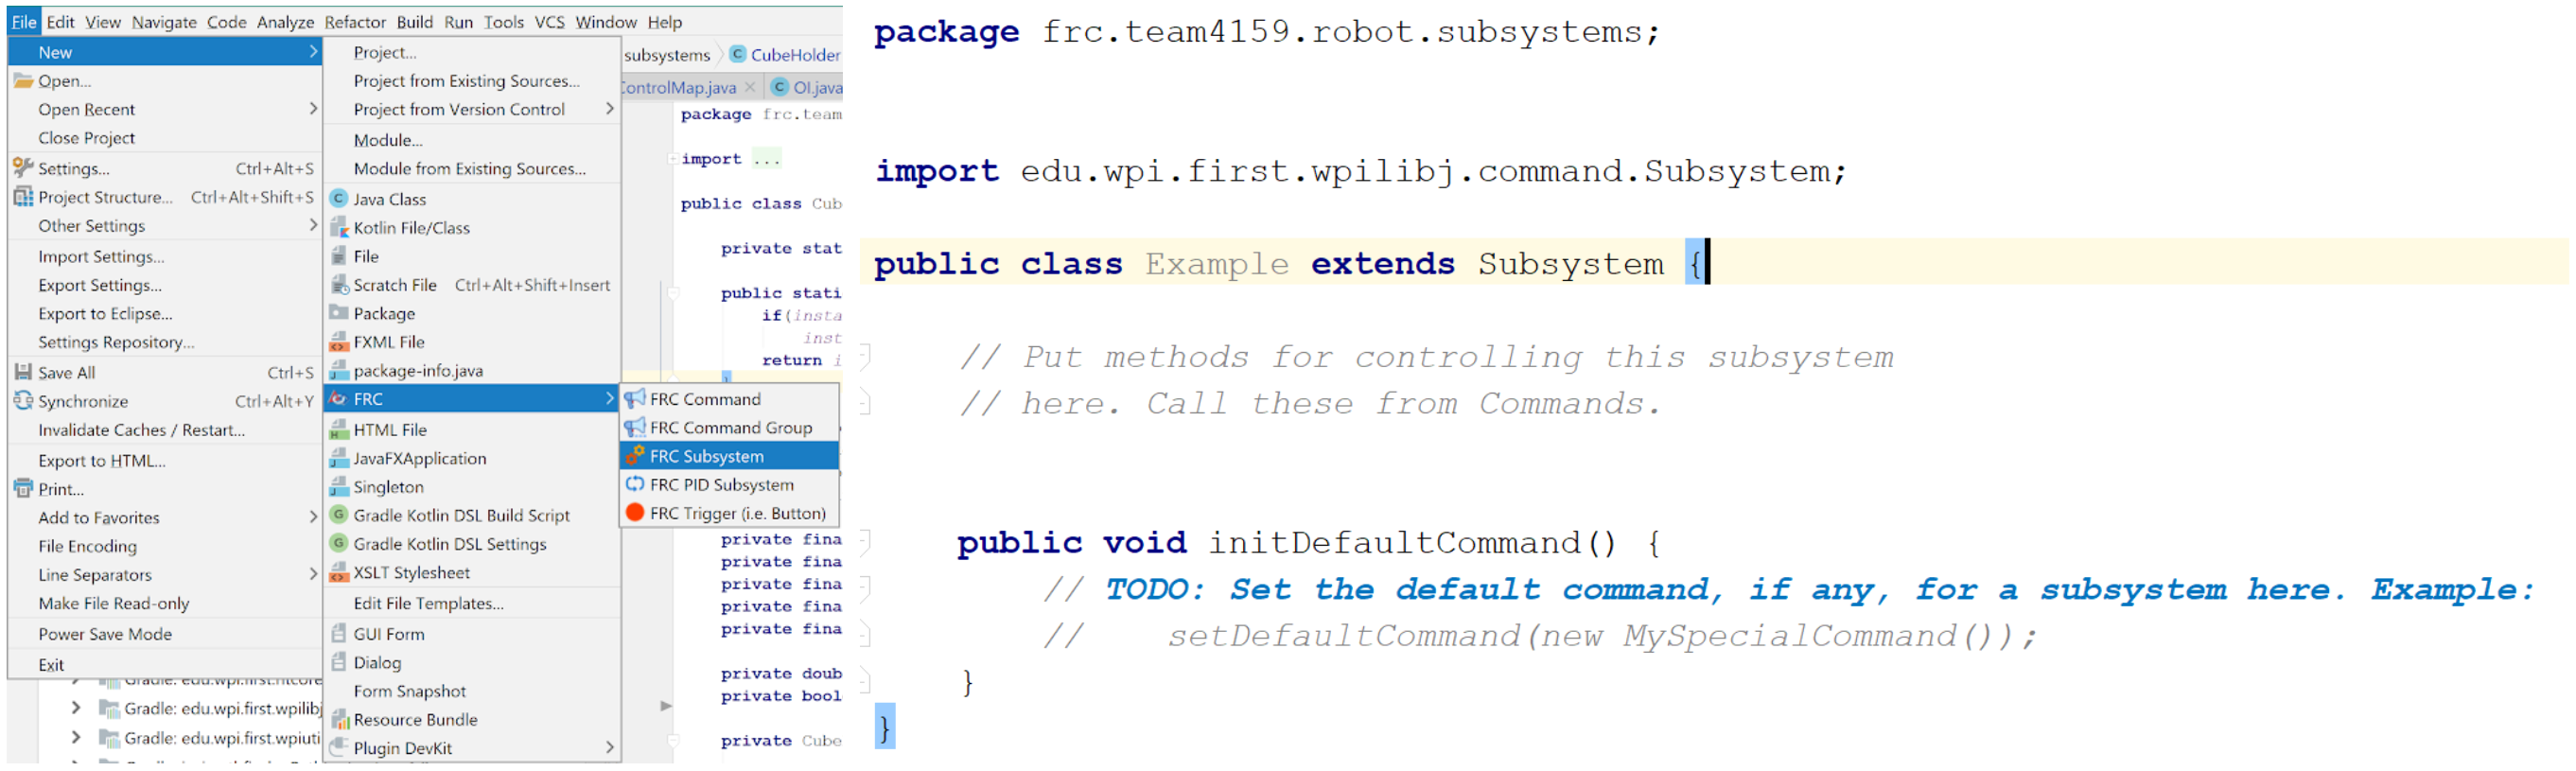 File Edit View Navigate Code Analyze Refactor Build Run Tools VCS Window Help
New
Open...
Open Recent
Close Project
Settings... Ctrl+Alt+S
Project Structure... Ctrl+Alt+Shift+S
Other Settings
Import Settings...
Export Settings...
Export to Eclipse...
Settings Repository...
Save All Ctrl+S
Synchronize Ctrl+Alt+Y
Invalidate Caches / Restart...
Export to HTML...
Print...
Add to Favorites
File Encoding
Line Separators
Make File Read-only
Power Save Mode
Exit
Gradle: edu.wpi.first.ntcore
Gradle: edu.wpi.first.wpilibj
Gradle: edu.wpi.first.wpiuti
Project...
Project from Existing Sources...
Project from Version Control
Module...
Module from Existing Sources...
Java Class
Kotlin File/Class
File
Scratch File Ctrl+Alt+Shift+Insert
Package
FXML File
package-info.java
FRC
HTML File
JavaFXApplication
Singleton
Gradle Kotlin DSL Build Script
Gradle Kotlin DSL Settings
XSLT Stylesheet
Edit File Templates...
GUI Form
Dialog
Form Snapshot
Resource Bundle
Plugin DevKit
FRC Command
FRC Command Group
FRC Subsystem
FRC PID Subsystem
FRC Trigger (i.e. Button)
subsystems CubeHolder
ControlMap.java OI.java
package frc.team
import ...
public class Cub
private stat
public stati
if(insta
inst
return i
}
private fina
private fina
private fina
private fina
private fina
private doub
private bool
private Cube
package frc.team4159.robot.subsystems;
import edu.wpi.first.wpilibj.command.Subsystem;
public class Example extends Subsystem {
// Put methods for controlling this subsystem
// here. Call these from Commands.
public void initDefaultCommand() {
// TODO: Set the default command, if any, for a subsystem here. Example:
// setDefaultCommand(new MySpecialCommand());
}
}